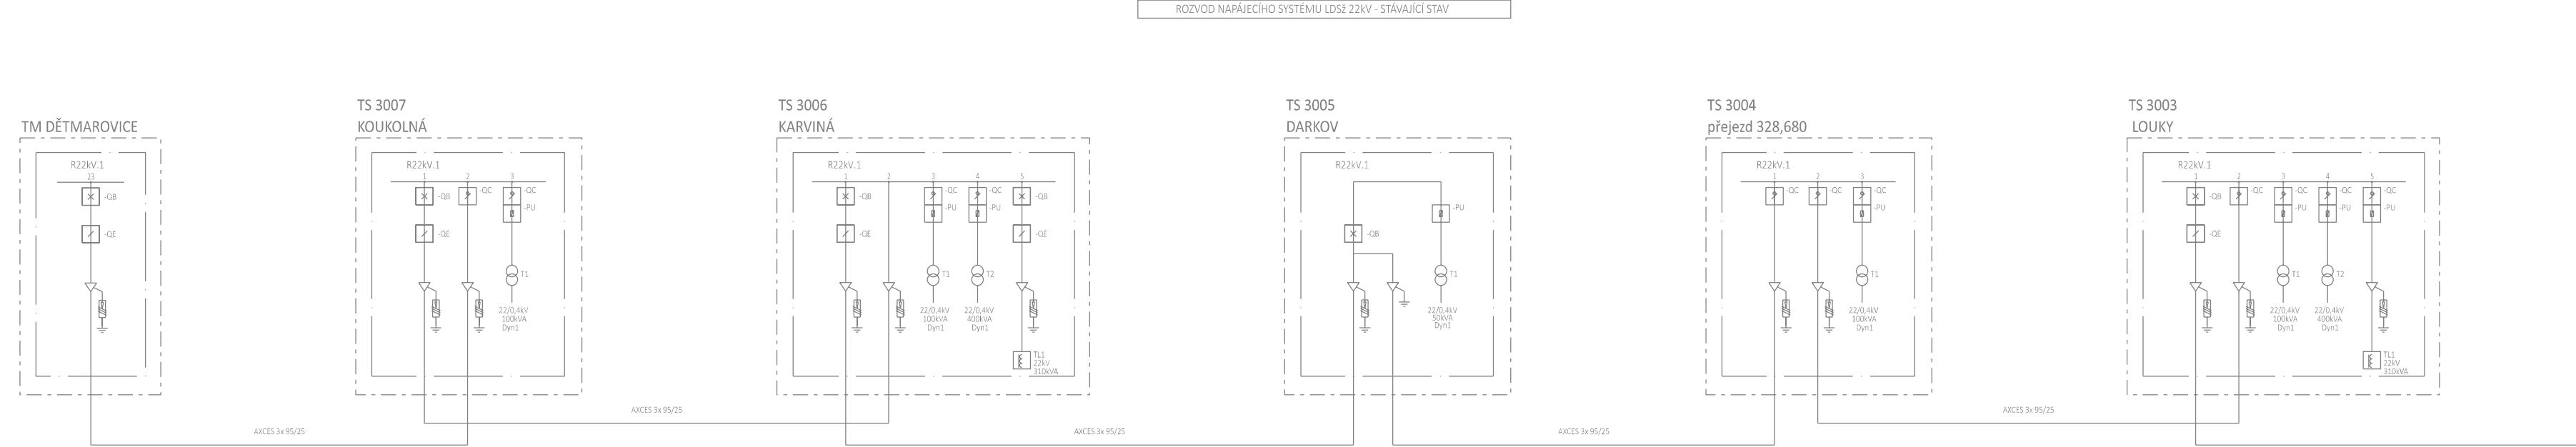 ROZVOD NAPÁJECÍHO SYSTÉMU LDSž 22kV - STÁVAJÍCÍ STAV
TM DĚTMAROVICE
R22kV.1
23
-QB
-QE
TS 3007
KOUKOLNÁ
R22kV.1
1 2 3
-QB -QC -QC
-PU
-QE
T1
22/0,4kV
100kVA
Dyn1
TS 3006
KARVINÁ
R22kV.1
1 2 3 4 5
-QB -QC -QC -QB
-PU -PU
-QE -QE
T1 T2
22/0,4kV 22/0,4kV
100kVA 400kVA
Dyn1 Dyn1
TL1
22kV
310kVA
TS 3005
DARKOV
R22kV.1
-PU
-QB
T1
22/0,4kV
50kVA
Dyn1
TS 3004
přejezd 328,680
R22kV.1
1 2 3
-QC -QC -QC
-PU
T1
22/0,4kV
100kVA
Dyn1
TS 3003
LOUKY
R22kV.1
1 2 3 4 5
-QB -QC -QC -QC -QC
-PU -PU -PU
-QE
T1 T2
22/0,4kV 22/0,4kV
100kVA 400kVA
Dyn1 Dyn1
TL1
22kV
310kVA
AXCES 3x 95/25
AXCES 3x 95/25
AXCES 3x 95/25
AXCES 3x 95/25
AXCES 3x 95/25